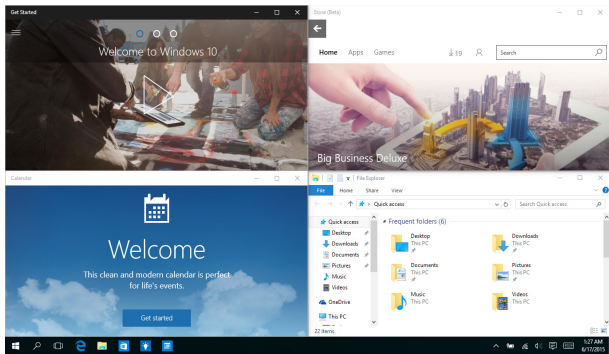 Get Started
Welcome to Windows 10
Store (Beta)
Home Apps Games
19
Search
Big Business Deluxe
Calendar
Welcome
This clean and modern calendar is perfect
for life's events.
Get started
File Explorer
File Home Share View
Quick access
Search Quick access
Quick access
Desktop
Downloads
Documents
Pictures
Music
Videos
OneDrive
This PC
22 items
Frequent folders (6)
Desktop
This PC
Downloads
This PC
Documents
This PC
Pictures
This PC
Music
This PC
Videos
This PC
1:27 AM
6/17/2015